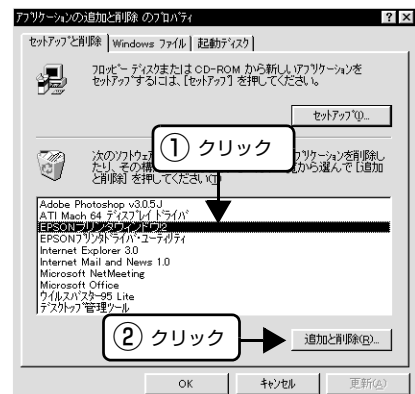 アプリケーションの追加と削除 のプロパティ
セットアップと削除 Windows ファイル 起動ディスク
フロッピー ディスクまたは CD-ROM から新しいアプリケーションを
セットアップするには、[セットアップ] を押してください。
セットアップ(I)...
① クリック
次のソフトウェ
プリケーションを削除し
たり、その構
から選んで [追加
と削除] を押してください(T)
Adobe Photoshop v3.0.5J
ATI Mach 64 ディスプレイ ドライバ
EPSONプリンタウィンドウ!2
EPSONプリンタドライバ・ユーティリティ
Internet Explorer 3.0
Internet Mail and News 1.0
Microsoft NetMeeting
Microsoft Office
ウイルスバスター95 Lite
デスクトップ管理ツール
② クリック
追加と削除(R)...
OK キャンセル 更新(A)